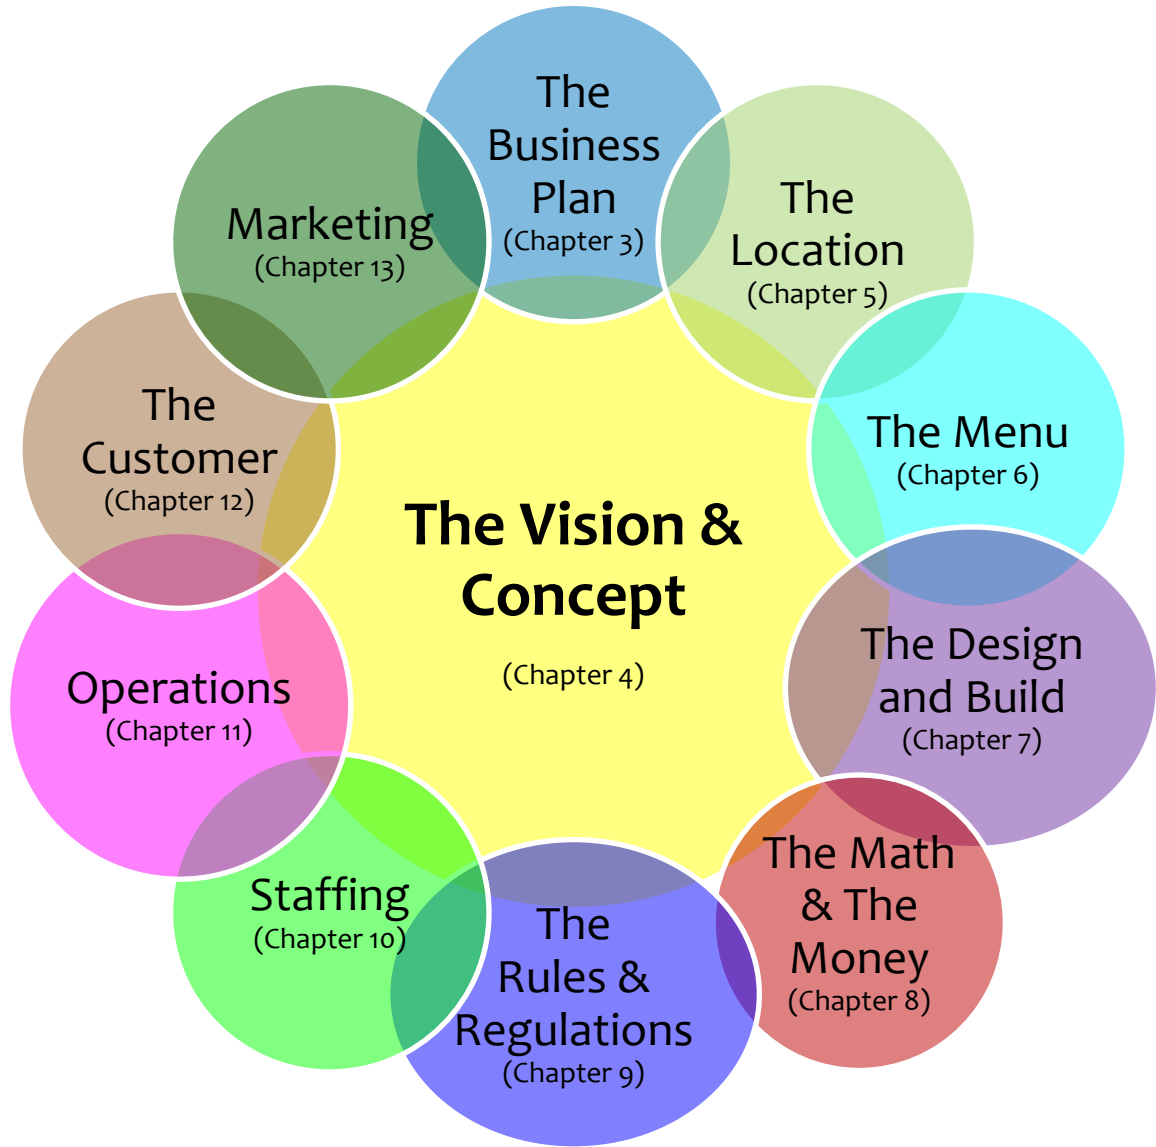 The
Business
Plan
(Chapter 3)
The
Location
(Chapter 5)
The Menu
(Chapter 6)
The Design
and Build
(Chapter 7)
The Math
& The
Money
(Chapter 8)
The
Rules &
Regulations
(Chapter 9)
Staffing
(Chapter 10)
Operations
(Chapter 11)
The
Customer
(Chapter 12)
Marketing
(Chapter 13)
The Vision &
Concept
(Chapter 4)